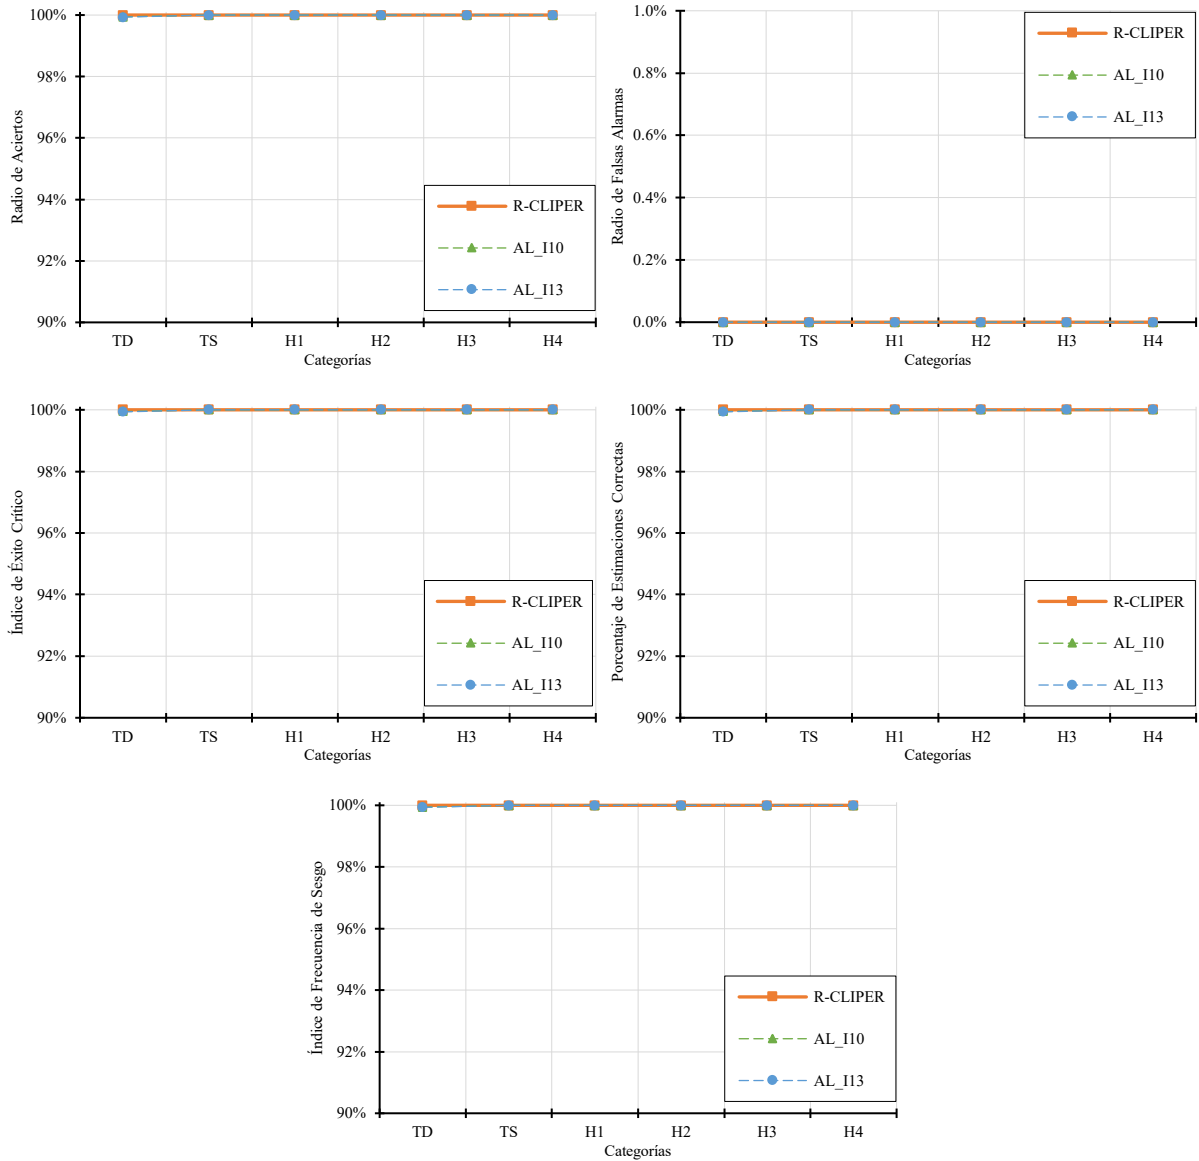 100%
98%
96%
94%
92%
90%
Radio de Aciertos
R-CLIPER
AL_I10
AL_I13
TD TS H1 H2 H3 H4
Categorías
1.0%
0.8%
0.6%
0.4%
0.2%
0.0%
Radio de Falsas Alarmas
R-CLIPER
AL_I10
AL_I13
TD TS H1 H2 H3 H4
Categorías
100%
98%
96%
94%
92%
90%
Índice de Éxito Crítico
R-CLIPER
AL_I10
AL_I13
TD TS H1 H2 H3 H4
Categorías
100%
98%
96%
94%
92%
90%
Porcentaje de Estimaciones Correctas
R-CLIPER
AL_I10
AL_I13
TD TS H1 H2 H3 H4
Categorías
100%
98%
96%
94%
92%
90%
Índice de Frecuencia de Sesgo
R-CLIPER
AL_I10
AL_I13
TD TS H1 H2 H3 H4
Categorías